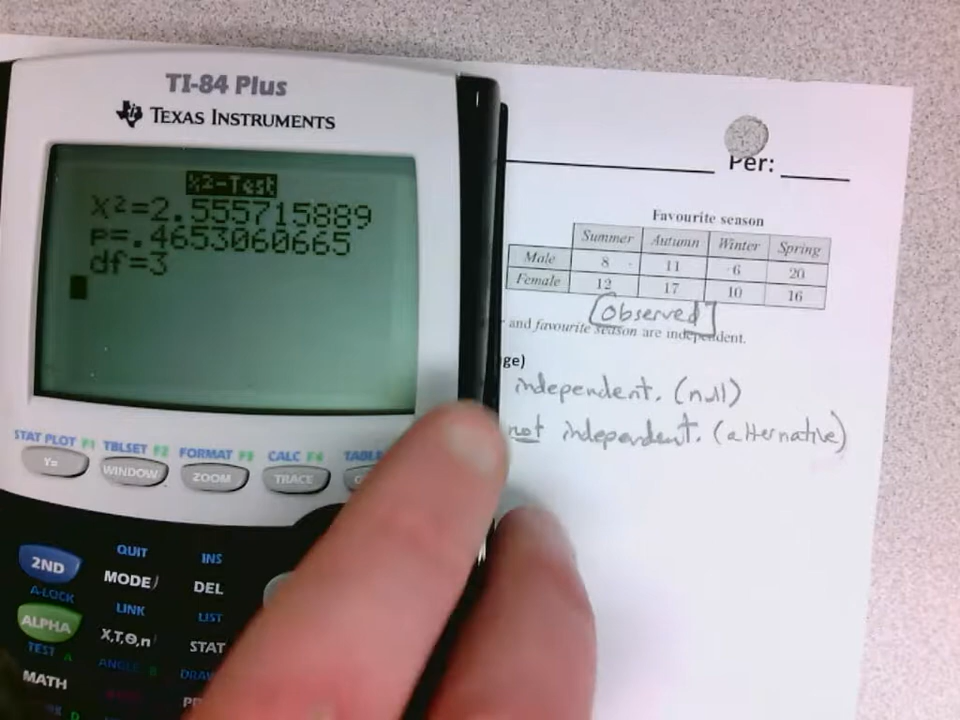 TI-84 Plus
TEXAS INSTRUMENTS
X²-Test
X²=2.555715889
P=.4653060665
df=3
STAT PLOT F1 TBLSET F2 FORMAT F3 CALC F4
Y= WINDOW ZOOM TRACE
QUIT INS
2ND MODE DEL
A-LOCK LINK LIST
ALPHA X,T,Θ,n STAT
TEST A ANGLE B
MATH
Per:
Favourite season
Summer Autumn Winter Spring
Male 8 11 6 20
Female 12 17 10 16
[Observed]
and favourite season are independent.
independent. (null)
not independent. (alternative)